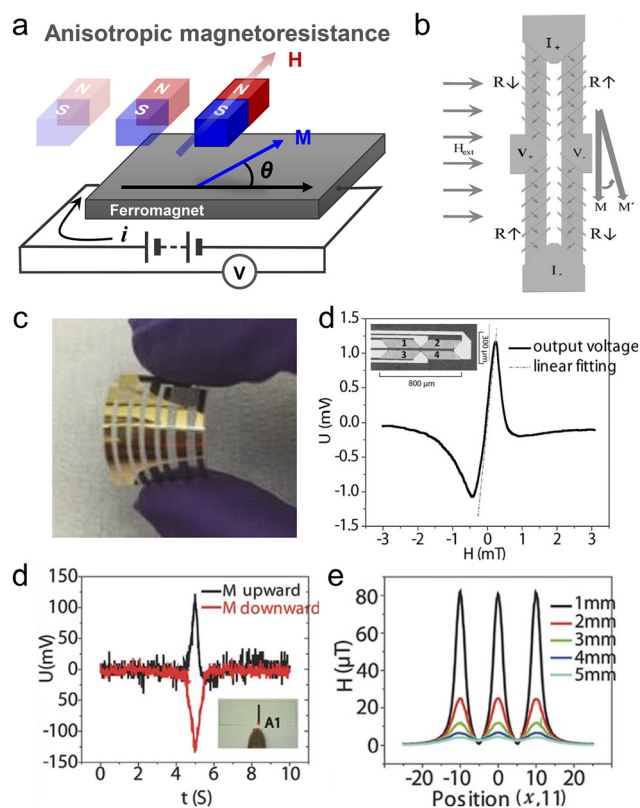 a Anisotropic magnetoresistance
N N N H
S S S
M
θ
Ferromagnet
i
V
b
I+
R↓ R↑
Hext
V+ V-
M M´
R↑ R↓
I-
c
d
1 2
3 4
300 µm
800 µm
output voltage
linear fitting
U (mV)
1.5
1.0
0.5
0.0
-0.5
-1.0
-1.5
-3 -2 -1 0 1 2 3
H (mT)
d
M upward
M downward
U(mV)
150
100
50
0
-50
-100
-150
A1
0 2 4 6 8 10
t (S)
e
1mm
2mm
3mm
4mm
5mm
H (µT)
80
60
40
20
0
-20 -10 0 10 20
Position (x,11)